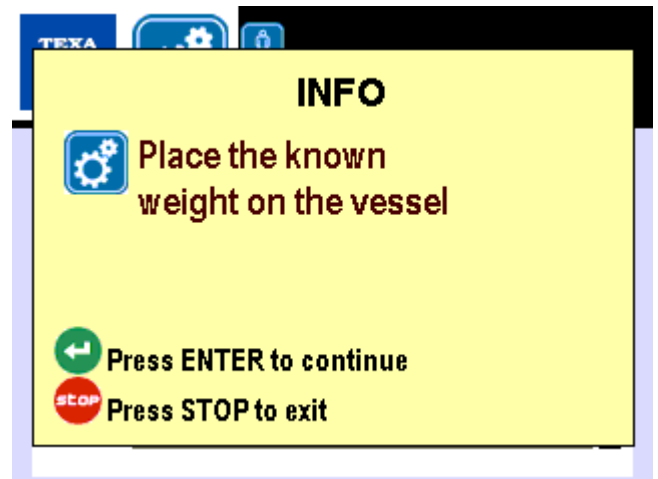 TEXA
INFO
Place the known
weight on the vessel
Press ENTER to continue
stop Press STOP to exit